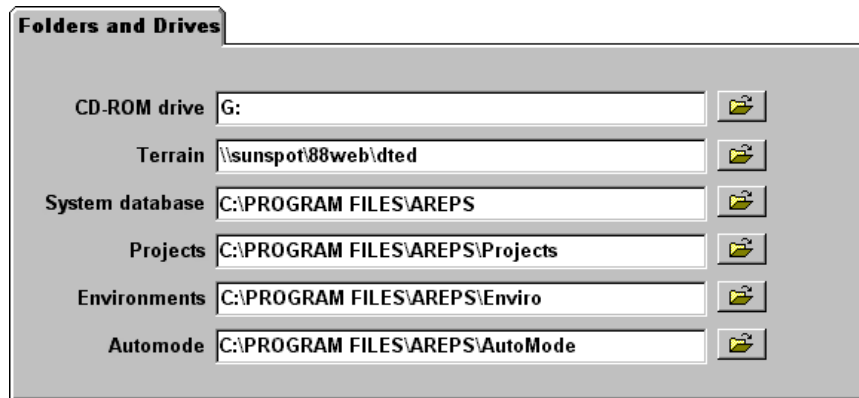 Folders and Drives
CD-ROM drive G:
Terrain \\sunspot\88web\dted
System database C:\PROGRAM FILES\AREPS
Projects C:\PROGRAM FILES\AREPS\Projects
Environments C:\PROGRAM FILES\AREPS\Enviro
Automode C:\PROGRAM FILES\AREPS\AutoMode